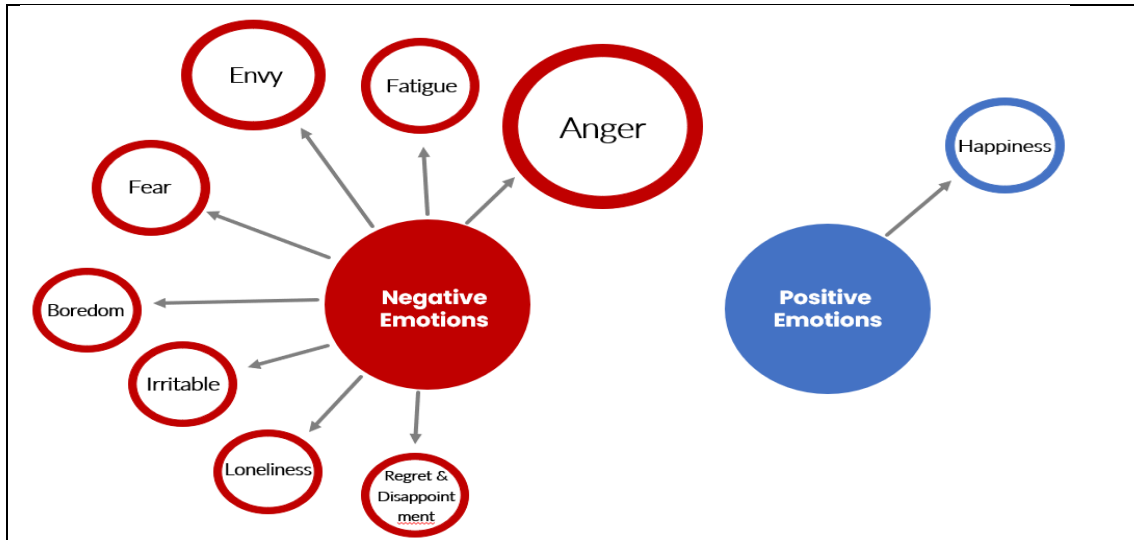 Envy
Fatigue
Anger
Happiness
Fear
Boredom
Negative
Emotions
Positive
Emotions
Irritable
Loneliness
Regret &
Disappoint
ment